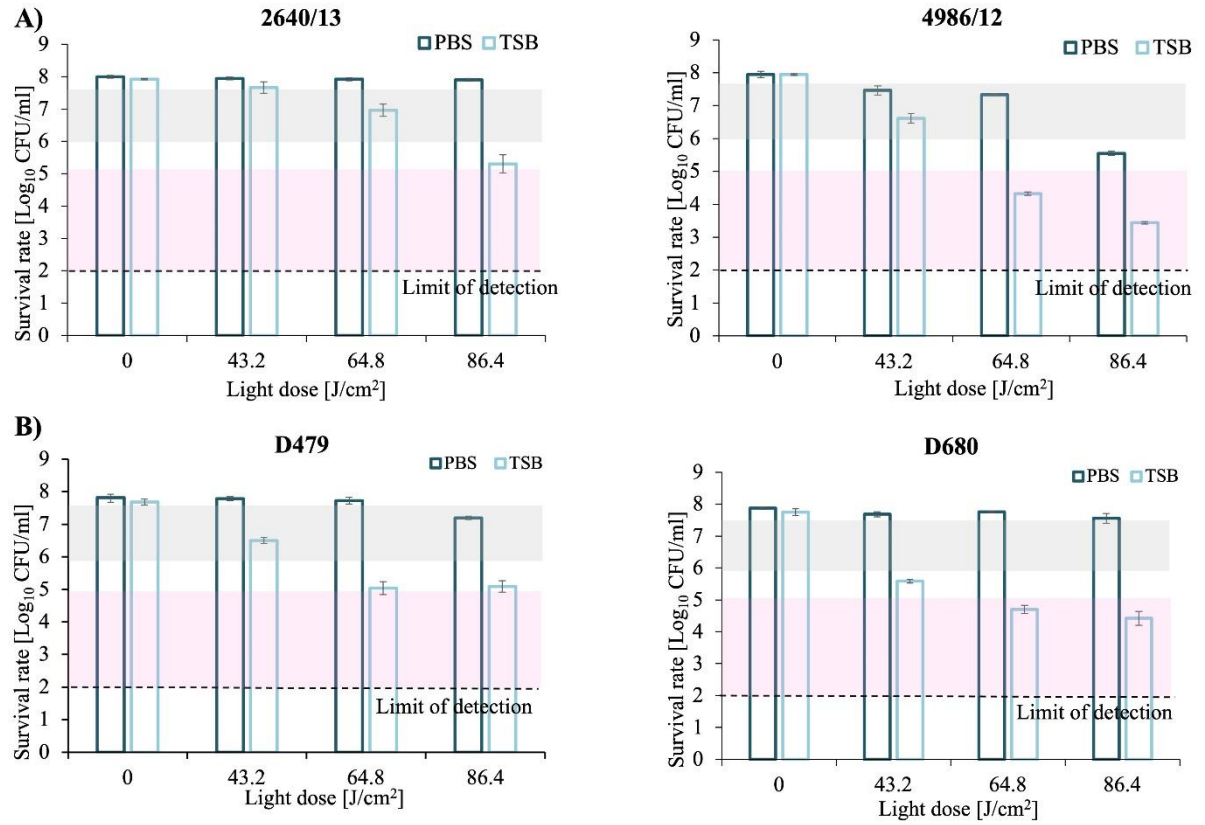 A)
2640/13
PBS TSB
Survival rate [Log₁₀ CFU/ml]
9
8
7
6
5
4
3
2
1
0
Limit of detection
0 43.2 64.8 86.4
Light dose [J/cm²]
4986/12
PBS TSB
Survival rate [Log₁₀ CFU/ml]
9
8
7
6
5
4
3
2
1
0
Limit of detection
0 43.2 64.8 86.4
Light dose [J/cm²]
B)
D479
PBS TSB
Survival rate [Log₁₀ CFU/ml]
9
8
7
6
5
4
3
2
1
0
Limit of detection
0 43.2 64.8 86.4
Light dose [J/cm²]
D680
PBS TSB
Survival rate [Log₁₀ CFU/ml]
9
8
7
6
5
4
3
2
1
0
Limit of detection
0 43.2 64.8 86.4
Light dose [J/cm²]